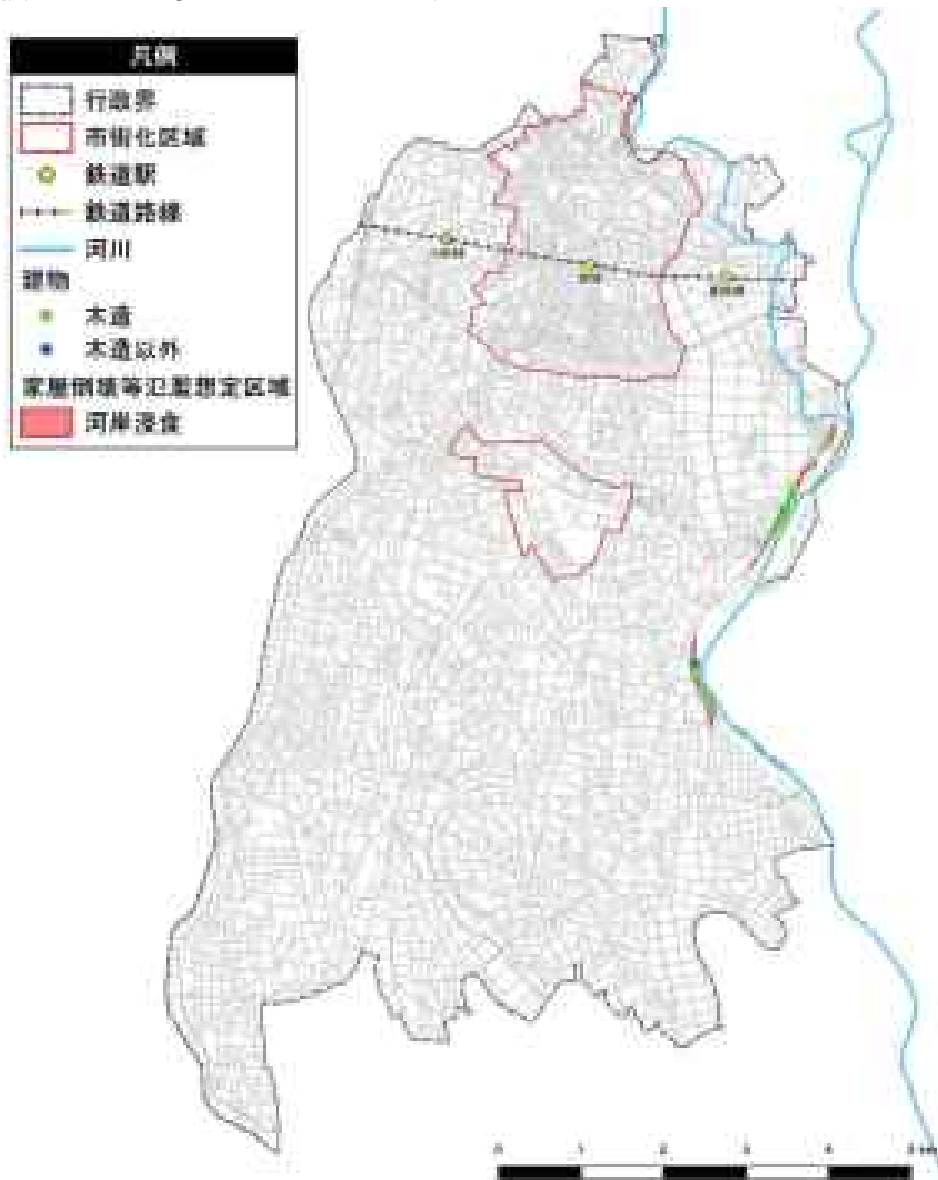 凡例
行政界
市街化区域
鉄道駅
鉄道路線
河川
建物
木造
木造以外
家屋倒壊等氾濫想定区域
河岸浸食
0 1 2 3 4 5